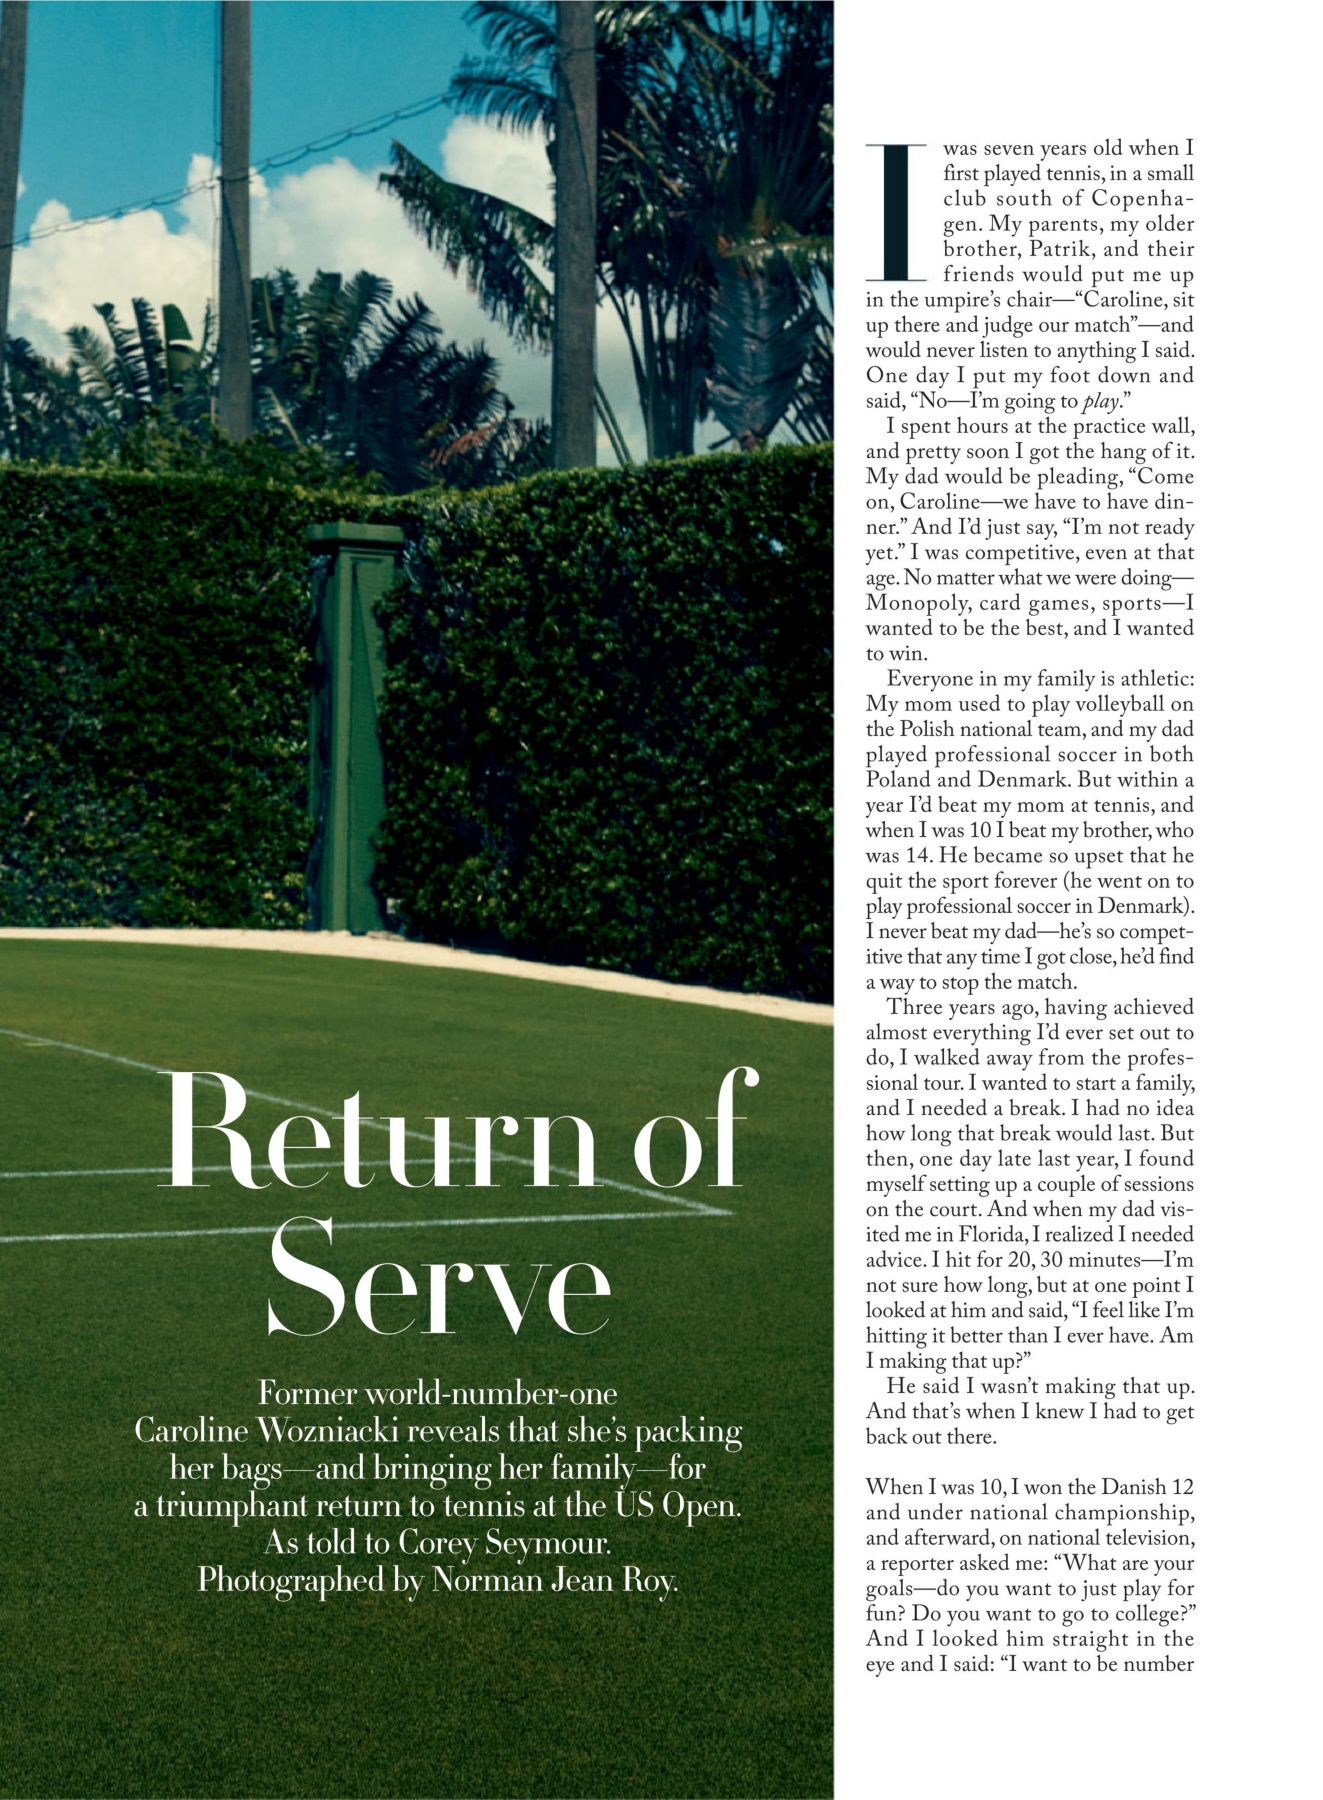 Return of
Serve
Former world-number-one
Caroline Wozniacki reveals that she’s packing
her bags—and bringing her family—for
a triumphant return to tennis at the US Open.
As told to Corey Seymour.
Photographed by Norman Jean Roy.
I was seven years old when I
first played tennis, in a small
club south of Copenha-
gen. My parents, my older
brother, Patrik, and their
friends would put me up
in the umpire’s chair—“Caroline, sit
up there and judge our match”—and
would never listen to anything I said.
One day I put my foot down and
said, “No—I’m going to play.”
I spent hours at the practice wall,
and pretty soon I got the hang of it.
My dad would be pleading, “Come
on, Caroline—we have to have din-
ner.” And I’d just say, “I’m not ready
yet.” I was competitive, even at that
age. No matter what we were doing—
Monopoly, card games, sports—I
wanted to be the best, and I wanted
to win.
Everyone in my family is athletic:
My mom used to play volleyball on
the Polish national team, and my dad
played professional soccer in both
Poland and Denmark. But within a
year I’d beat my mom at tennis, and
when I was 10 I beat my brother, who
was 14. He became so upset that he
quit the sport forever (he went on to
play professional soccer in Denmark).
I never beat my dad—he’s so compet-
itive that any time I got close, he’d find
a way to stop the match.
Three years ago, having achieved
almost everything I’d ever set out to
do, I walked away from the profes-
sional tour. I wanted to start a family,
and I needed a break. I had no idea
how long that break would last. But
then, one day late last year, I found
myself setting up a couple of sessions
on the court. And when my dad vis-
ited me in Florida, I realized I needed
advice. I hit for 20, 30 minutes—I’m
not sure how long, but at one point I
looked at him and said, “I feel like I’m
hitting it better than I ever have. Am
I making that up?”
He said I wasn’t making that up.
And that’s when I knew I had to get
back out there.
When I was 10, I won the Danish 12
and under national championship,
and afterward, on national television,
a reporter asked me: “What are your
goals—do you want to just play for
fun? Do you want to go to college?”
And I looked him straight in the
eye and I said: “I want to be number